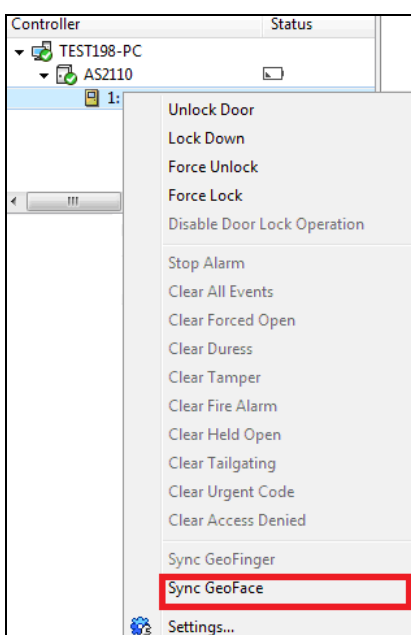 Controller Status
TEST198-PC
AS2110
1:
Unlock Door
Lock Down
Force Unlock
Force Lock
Disable Door Lock Operation
Stop Alarm
Clear All Events
Clear Forced Open
Clear Duress
Clear Tamper
Clear Fire Alarm
Clear Held Open
Clear Tailgating
Clear Urgent Code
Clear Access Denied
Sync GeoFinger
Sync GeoFace
Settings...